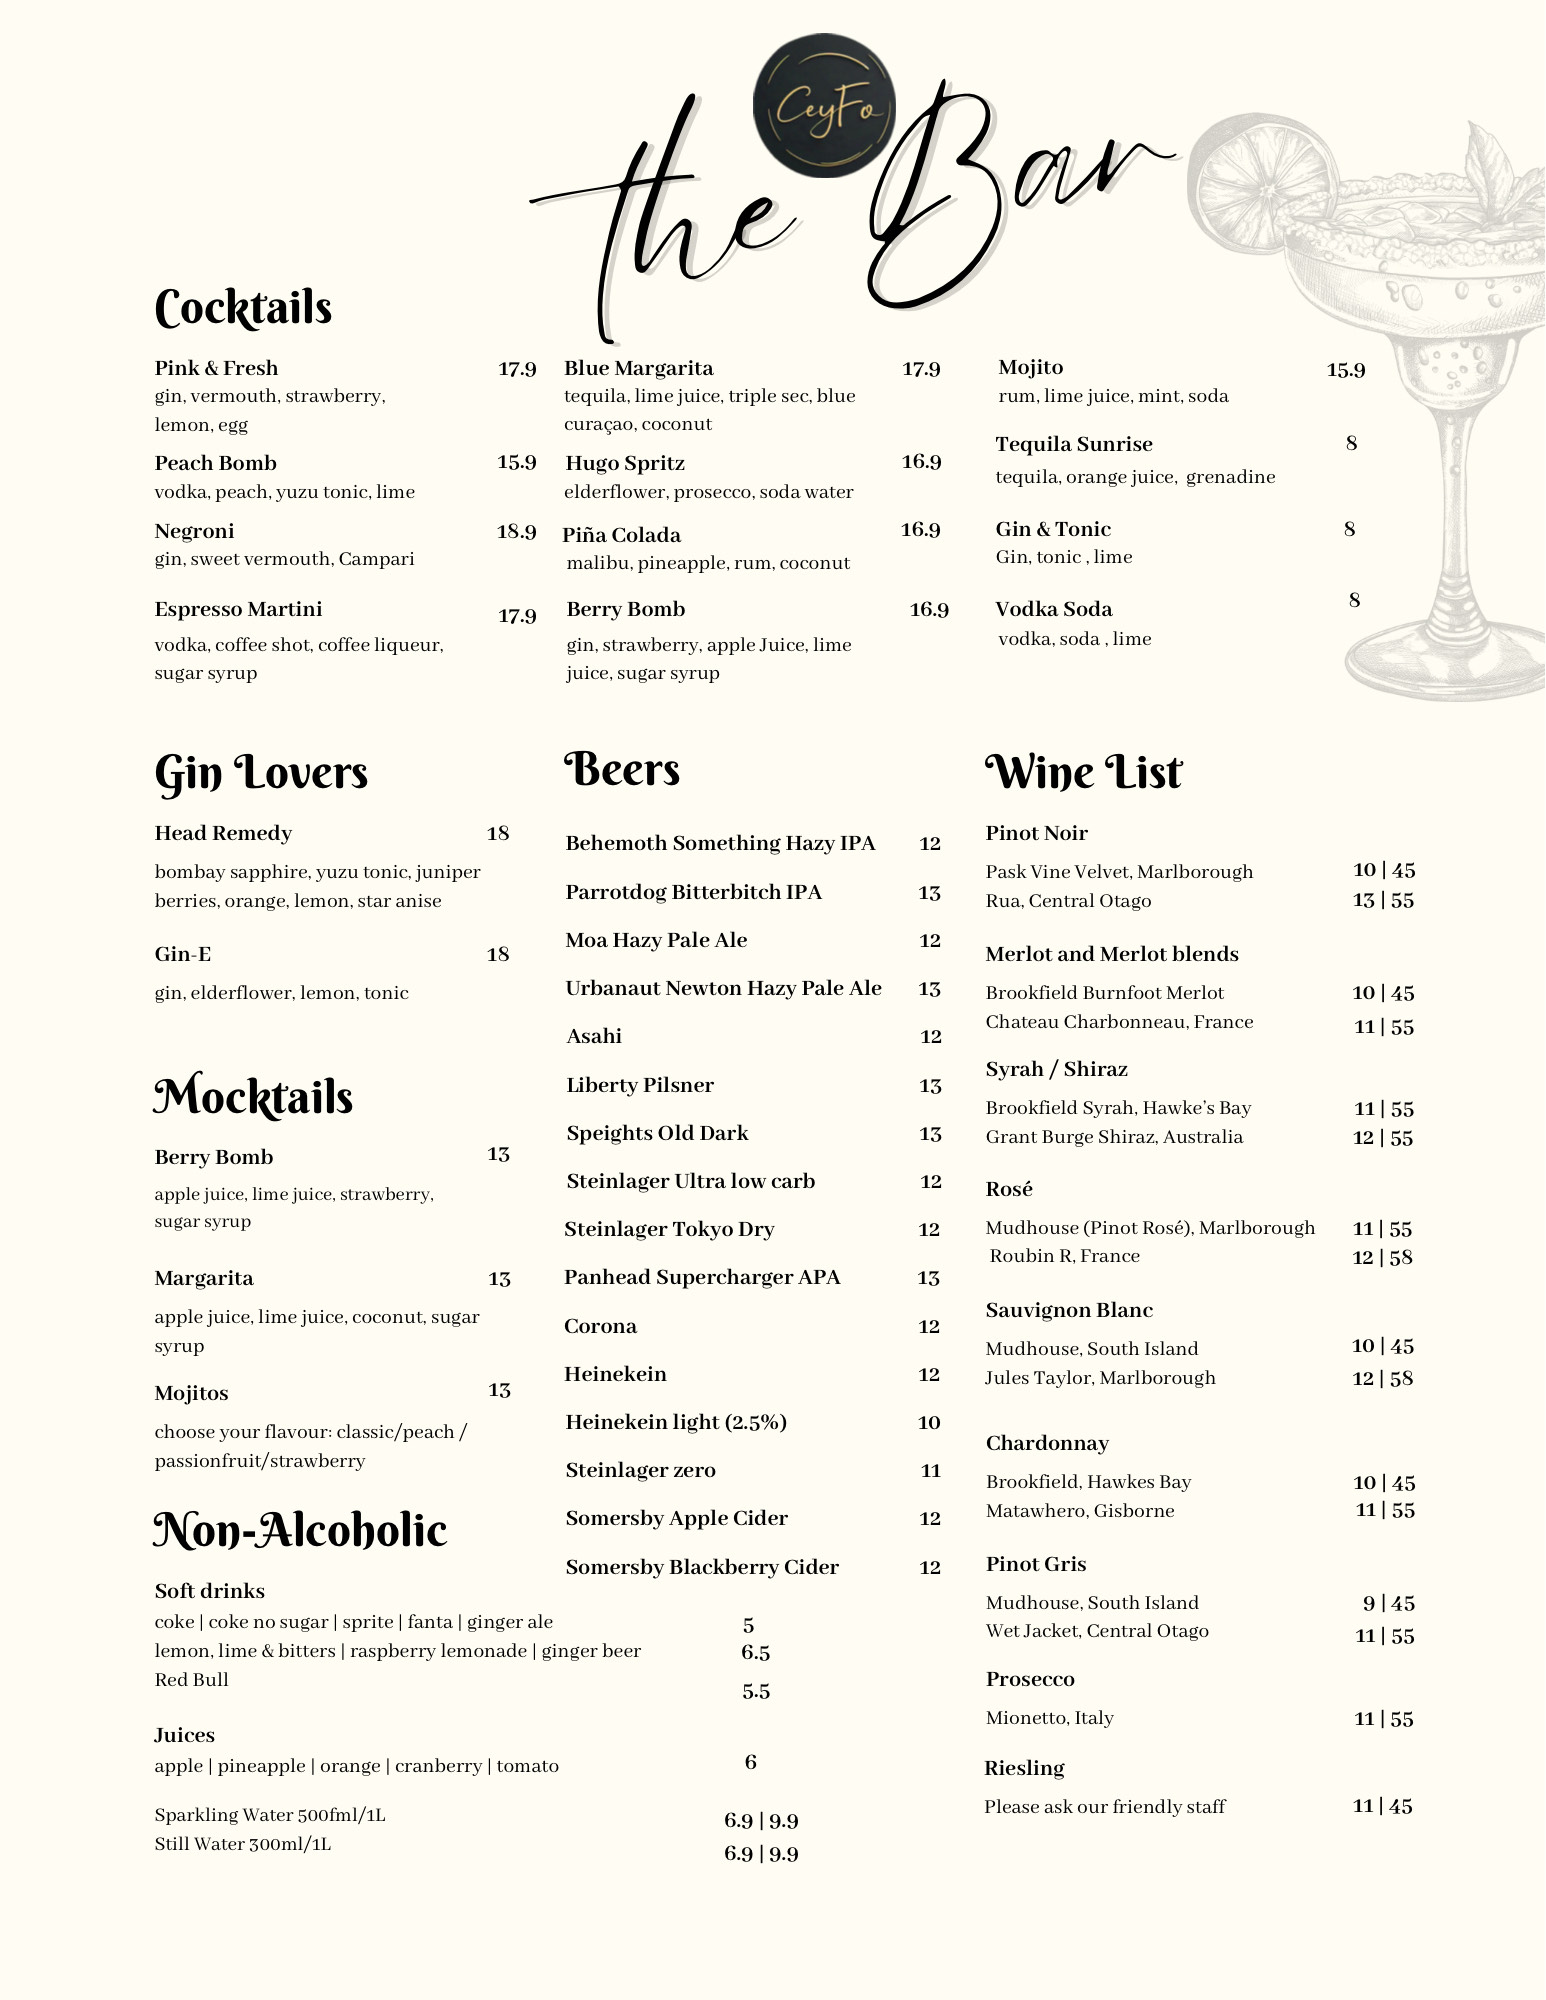 CeyFo
the Bar
Cocktails
Pink & Fresh 17.9
gin, vermouth, strawberry,
lemon, egg
Peach Bomb 15.9
vodka, peach, yuzu tonic, lime
Negroni 18.9
gin, sweet vermouth, Campari
Espresso Martini 17.9
vodka, coffee shot, coffee liqueur,
sugar syrup
Blue Margarita 17.9
tequila, lime juice, triple sec, blue
curaçao, coconut
Hugo Spritz 16.9
elderflower, prosecco, soda water
Piña Colada 16.9
malibu, pineapple, rum, coconut
Berry Bomb 16.9
gin, strawberry, apple Juice, lime
juice, sugar syrup
Mojito 15.9
rum, lime juice, mint, soda
Tequila Sunrise 8
tequila, orange juice, grenadine
Gin & Tonic 8
Gin, tonic , lime
Vodka Soda 8
vodka, soda , lime
Gin Lovers
Head Remedy 18
bombay sapphire, yuzu tonic, juniper
berries, orange, lemon, star anise
Gin-E 18
gin, elderflower, lemon, tonic
Mocktails
Berry Bomb 13
apple juice, lime juice, strawberry,
sugar syrup
Margarita 13
apple juice, lime juice, coconut, sugar
syrup
Mojitos 13
choose your flavour: classic/peach /
passionfruit/strawberry
Non-Alcoholic
Soft drinks
coke | coke no sugar | sprite | fanta | ginger ale 5
lemon, lime & bitters | raspberry lemonade | ginger beer 6.5
Red Bull 5.5
Juices
apple | pineapple | orange | cranberry | tomato 6
Sparkling Water 500fml/1L 6.9 | 9.9
Still Water 300ml/1L 6.9 | 9.9
Beers
Behemoth Something Hazy IPA 12
Parrotdog Bitterbitch IPA 13
Moa Hazy Pale Ale 12
Urbanaut Newton Hazy Pale Ale 13
Asahi 12
Liberty Pilsner 13
Speights Old Dark 13
Steinlager Ultra low carb 12
Steinlager Tokyo Dry 12
Panhead Supercharger APA 13
Corona 12
Heinekein 12
Heinekein light (2.5%) 10
Steinlager zero 11
Somersby Apple Cider 12
Somersby Blackberry Cider 12
Wine List
Pinot Noir
Pask Vine Velvet, Marlborough 10 | 45
Rua, Central Otago 13 | 55
Merlot and Merlot blends
Brookfield Burnfoot Merlot 10 | 45
Chateau Charbonneau, France 11 | 55
Syrah / Shiraz
Brookfield Syrah, Hawke's Bay 11 | 55
Grant Burge Shiraz, Australia 12 | 55
Rosé
Mudhouse (Pinot Rosé), Marlborough 11 | 55
Roubin R, France 12 | 58
Sauvignon Blanc
Mudhouse, South Island 10 | 45
Jules Taylor, Marlborough 12 | 58
Chardonnay
Brookfield, Hawkes Bay 10 | 45
Matawhero, Gisborne 11 | 55
Pinot Gris
Mudhouse, South Island 9 | 45
Wet Jacket, Central Otago 11 | 55
Prosecco
Mionetto, Italy 11 | 55
Riesling
Please ask our friendly staff 11 | 45